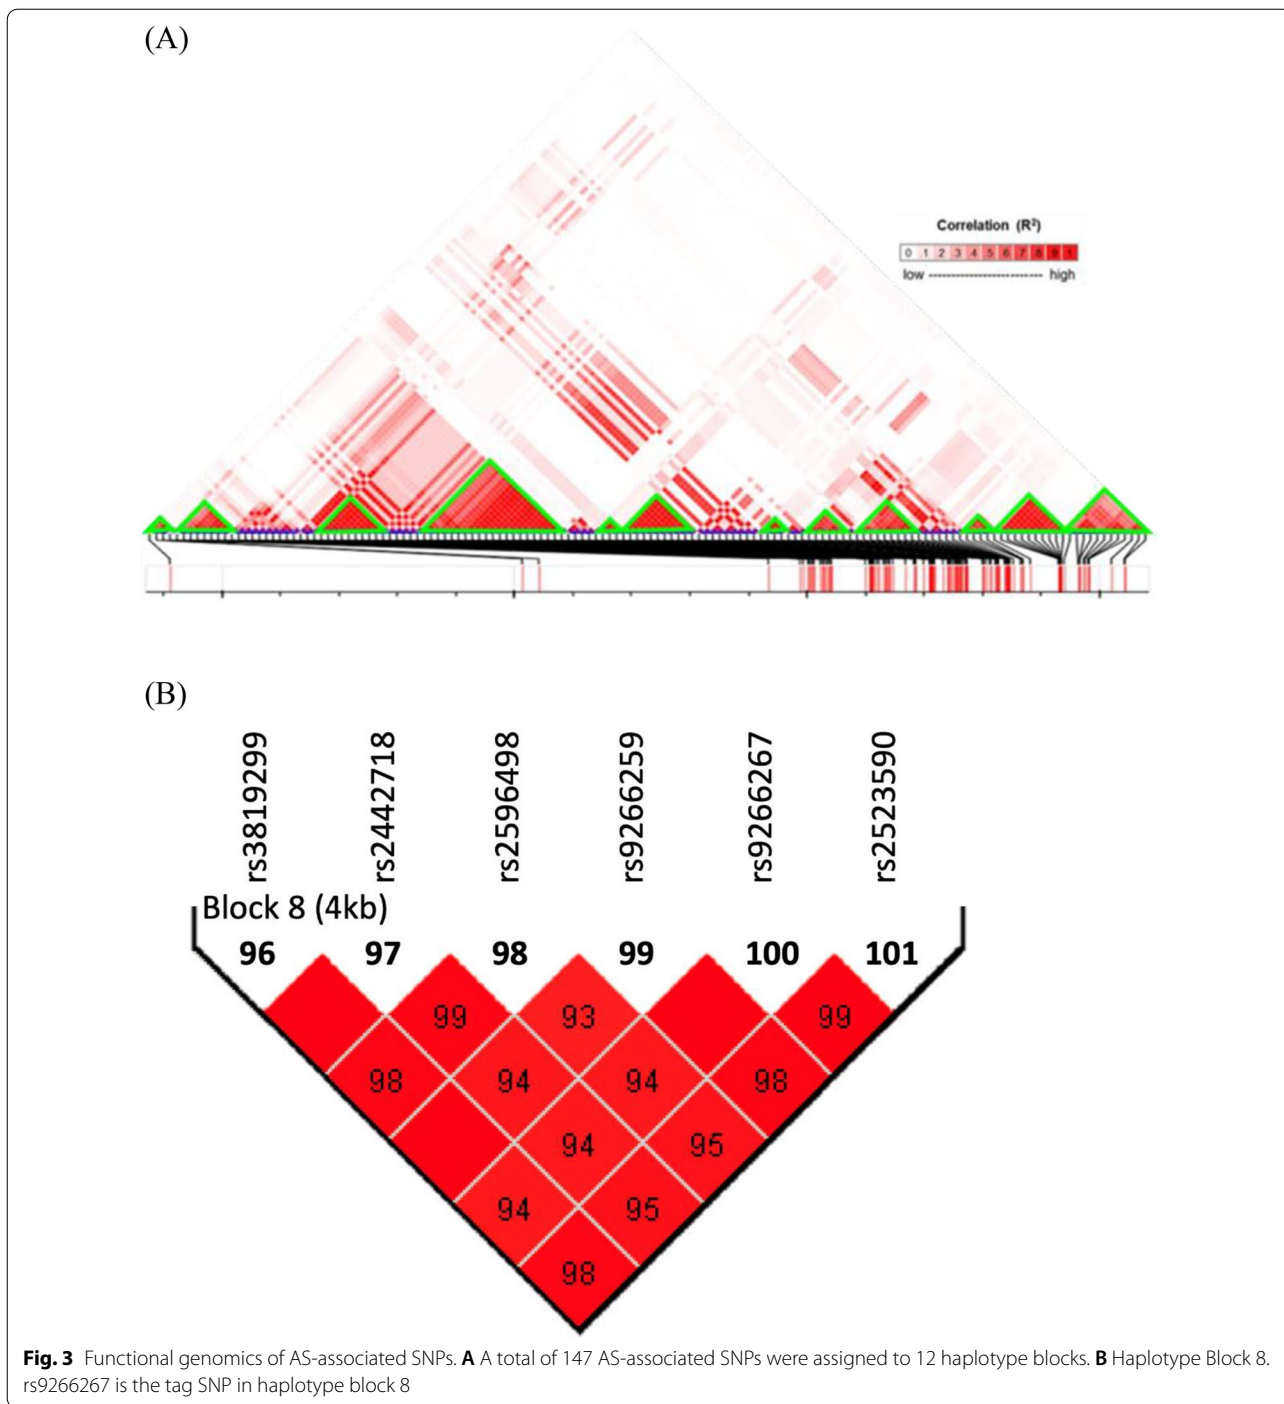 (A)
Correlation (R²)
0 1 2 3 4 5 6 7 8 9 1
low ------------------------ high
(B)
rs3819299 rs2442718 rs2596498 rs9266259 rs9266267 rs2523590
Block 8 (4kb)
96 97 98 99 100 101
99 93 99
98 94 94 98
94 95
94 95
98
Fig. 3 Functional genomics of AS-associated SNPs. A A total of 147 AS-associated SNPs were assigned to 12 haplotype blocks. B Haplotype Block 8.
rs9266267 is the tag SNP in haplotype block 8